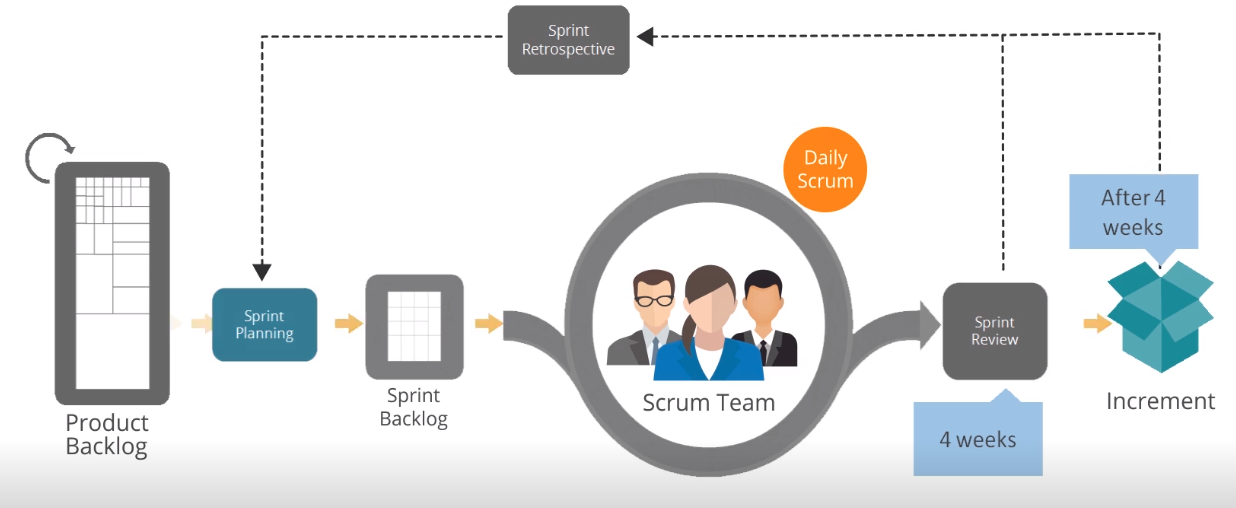 Sprint
Retrospective
Daily
Scrum
After 4
weeks
Sprint
Planning
Sprint
Review
Sprint
Backlog
Scrum Team
Increment
Product
Backlog
4 weeks